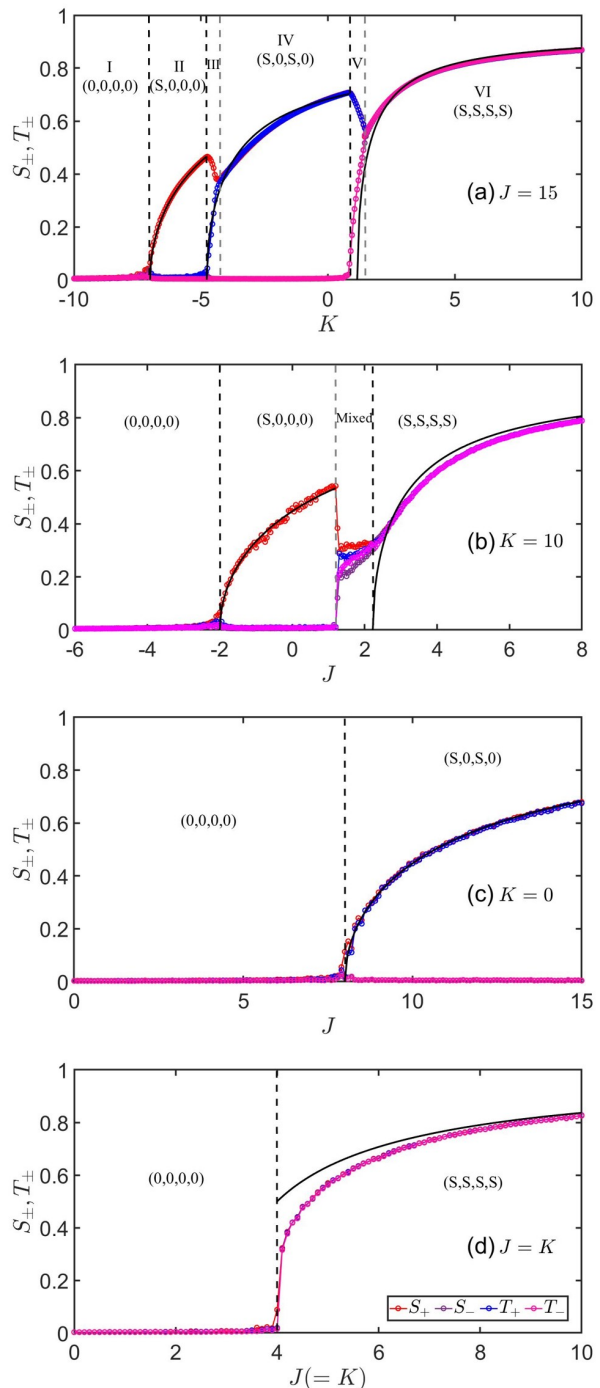 1
I
(0,0,0,0)
II
(S,0,0,0)
III
IV
(S,0,S,0)
V
VI
(S,S,S,S)
0.8
0.6
0.4
0.2
0
S±, T±
(a) J = 15
-10
-5
0
5
10
K
1
0.8
0.6
0.4
0.2
0
S±, T±
(0,0,0,0)
(S,0,0,0)
Mixed
(S,S,S,S)
(b) K = 10
-6
-4
-2
0
2
4
6
8
J
1
0.8
0.6
0.4
0.2
0
S±, T±
(S,0,S,0)
(0,0,0,0)
(c) K = 0
0
5
10
15
J
1
0.8
0.6
0.4
0.2
0
S±, T±
(0,0,0,0)
(S,S,S,S)
(d) J = K
S+ S- T+ T-
0
2
4
6
8
10
J(= K)